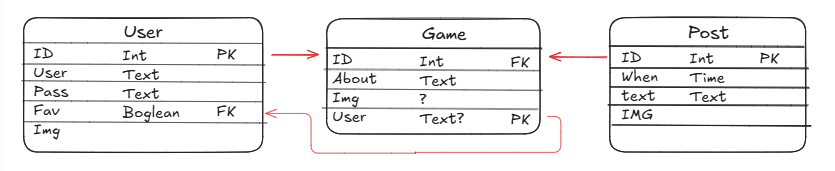 User
ID Int PK
User Text
Pass Text
Fav Boglean FK
Img
Game
ID Int FK
About Text
Img ?
User Text? PK
Post
ID Int PK
When Time
text Text
IMG